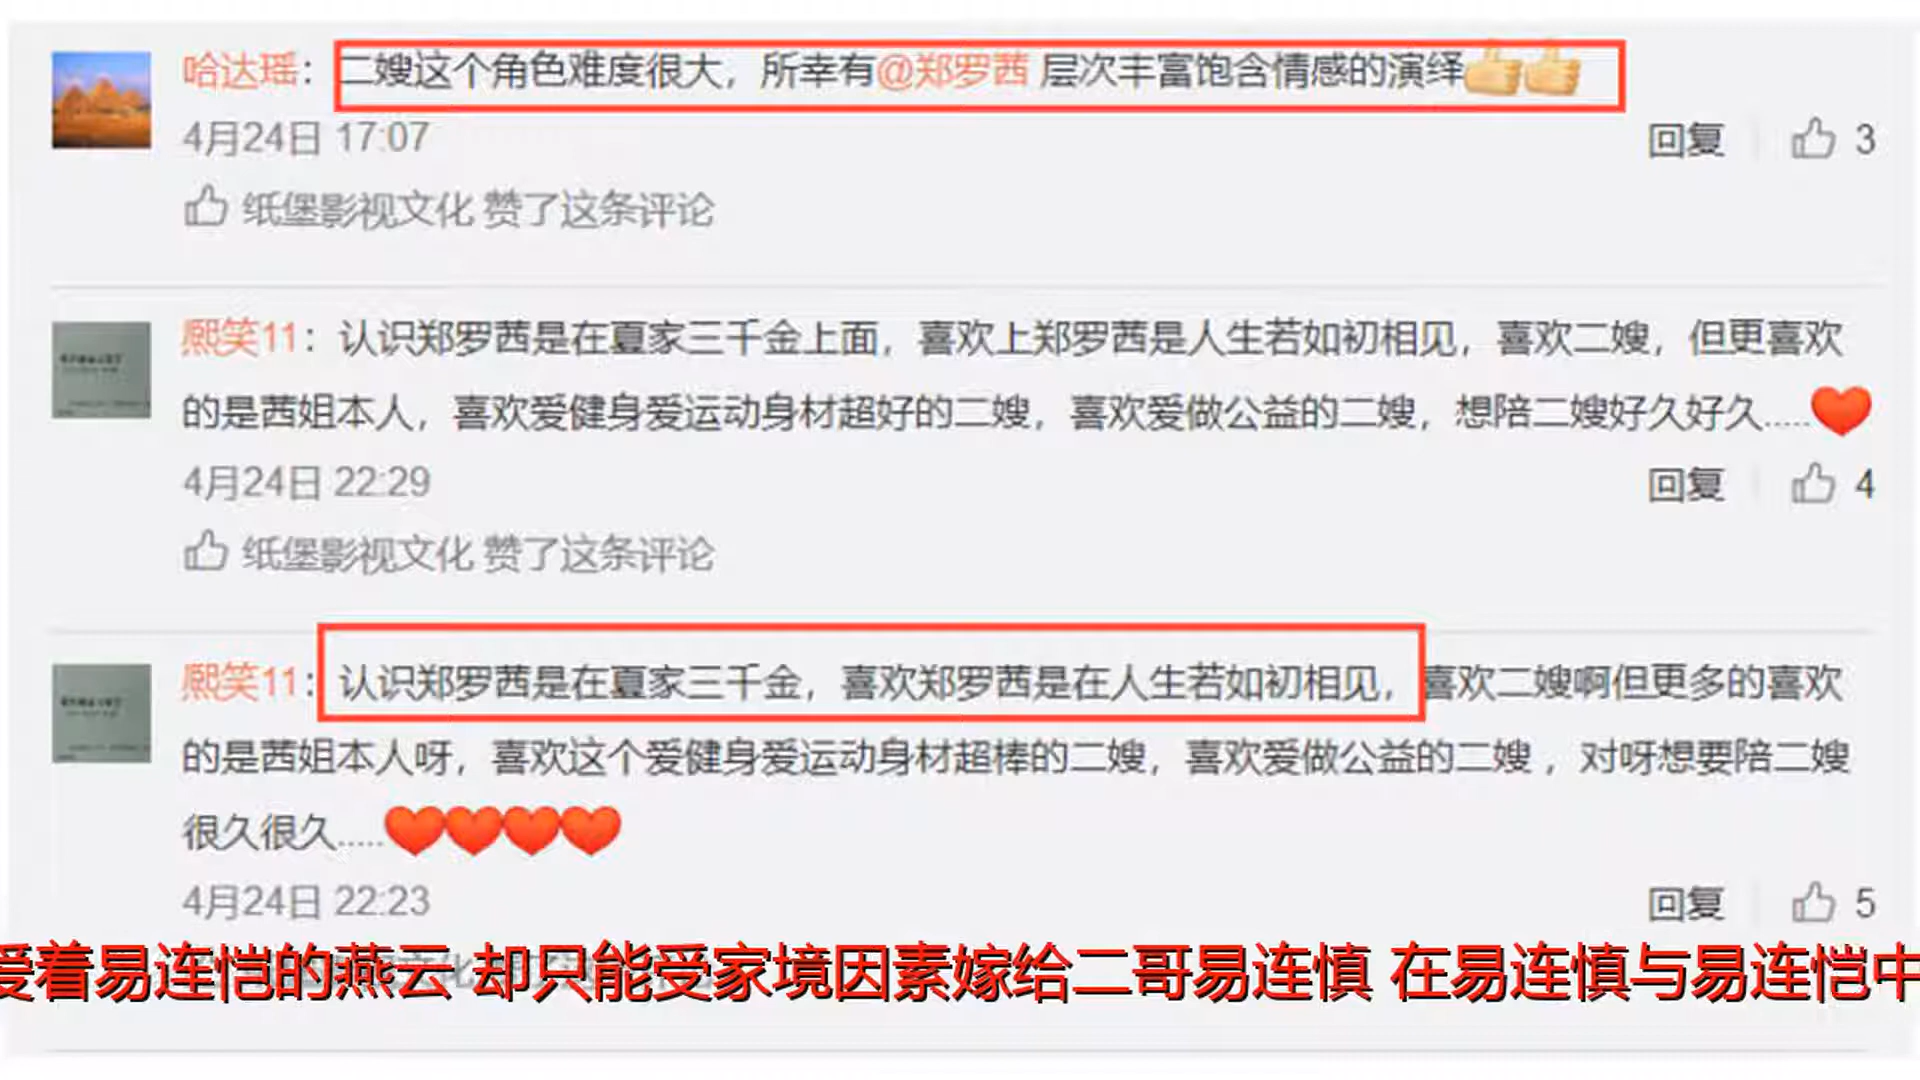 哈达瑶：二嫂这个角色难度很大，所幸有@郑罗茜 层次丰富饱含情感的演绎
4月24日 17:07
回复 3
纸堡影视文化 赞了这条评论
熙笑11：认识郑罗茜是在夏家三千金上面，喜欢上郑罗茜是人生若如初相见，喜欢二嫂，但更喜欢
的是茜姐本人，喜欢爱健身爱运动身材超好的二嫂，喜欢爱做公益的二嫂，想陪二嫂好久好久.....
4月24日 22:29
回复 4
纸堡影视文化 赞了这条评论
熙笑11：认识郑罗茜是在夏家三千金，喜欢郑罗茜是在人生若如初相见，喜欢二嫂啊但更多的喜欢
的是茜姐本人呀，喜欢这个爱健身爱运动身材超棒的二嫂，喜欢爱做公益的二嫂，对呀想要陪二嫂
很久很久.....
4月24日 22:23
回复 5
爱着易连恺的燕云 却只能受家境因素嫁给二哥易连慎 在易连慎与易连恺中